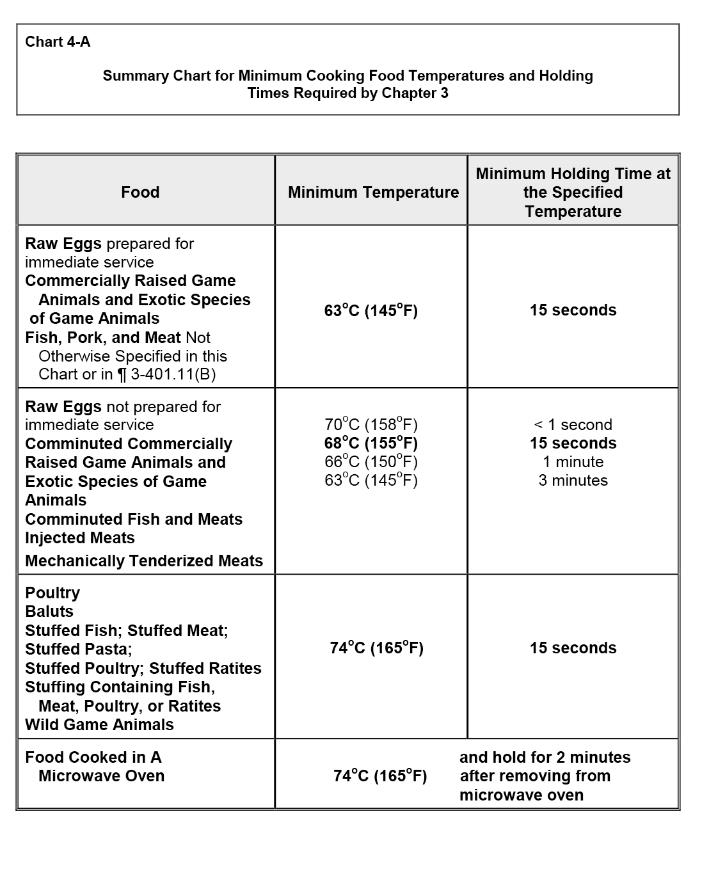 Chart 4-A
Summary Chart for Minimum Cooking Food Temperatures and Holding
Times Required by Chapter 3
Food
Minimum Temperature
Minimum Holding Time at
the Specified
Temperature
Raw Eggs prepared for
immediate service
Commercially Raised Game
Animals and Exotic Species
of Game Animals
Fish, Pork, and Meat Not
Otherwise Specified in this
Chart or in ¶ 3-401.11(B)
63°C (145°F)
15 seconds
Raw Eggs not prepared for
immediate service
Comminuted Commercially
Raised Game Animals and
Exotic Species of Game
Animals
Comminuted Fish and Meats
Injected Meats
Mechanically Tenderized Meats
70°C (158°F)
68°C (155°F)
66°C (150°F)
63°C (145°F)
< 1 second
15 seconds
1 minute
3 minutes
Poultry
Baluts
Stuffed Fish; Stuffed Meat;
Stuffed Pasta;
Stuffed Poultry; Stuffed Ratites
Stuffing Containing Fish,
Meat, Poultry, or Ratites
Wild Game Animals
74°C (165°F)
15 seconds
Food Cooked in A
Microwave Oven
74°C (165°F)
and hold for 2 minutes
after removing from
microwave oven